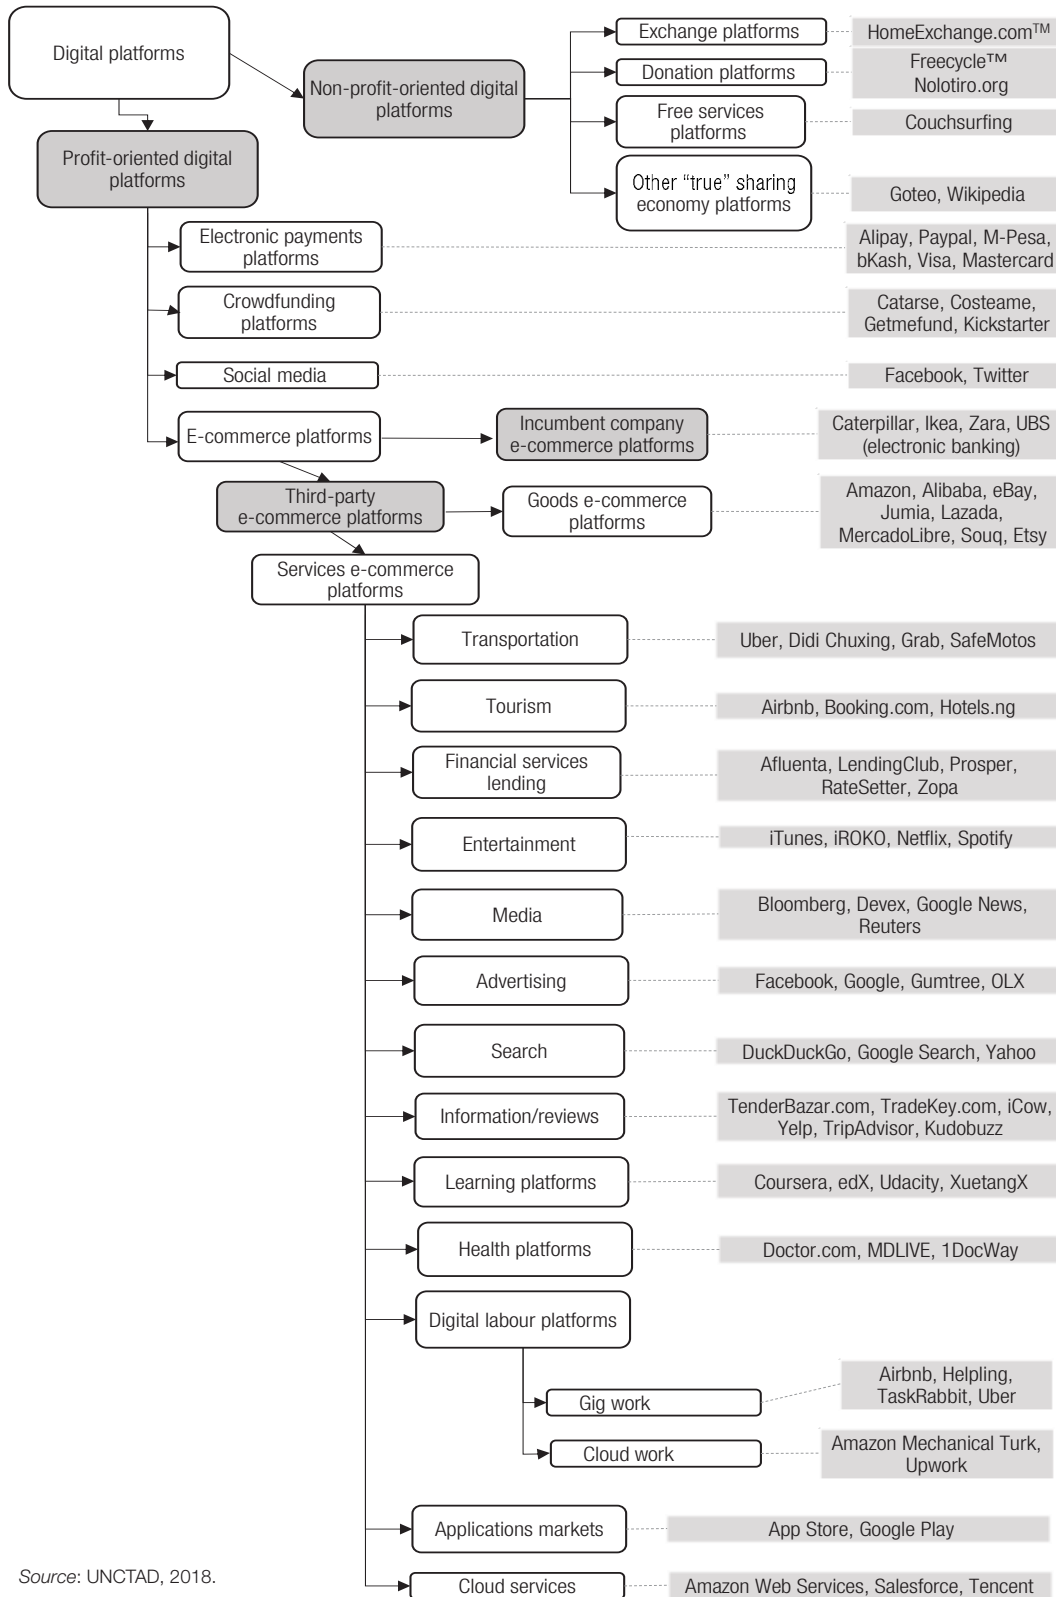 Digital platforms
Non-profit-oriented digital
platforms
Exchange platforms
HomeExchange.com™
Donation platforms
Freecycle™
Nolotiro.org
Free services
platforms
Couchsurfing
Other “true” sharing
economy platforms
Goteo, Wikipedia
Profit-oriented digital
platforms
Electronic payments
platforms
Alipay, Paypal, M-Pesa,
bKash, Visa, Mastercard
Crowdfunding
platforms
Catarse, Costeame,
Getmefund, Kickstarter
Social media
Facebook, Twitter
E-commerce platforms
Incumbent company
e-commerce platforms
Caterpillar, Ikea, Zara, UBS
(electronic banking)
Third-party
e-commerce platforms
Goods e-commerce
platforms
Amazon, Alibaba, eBay,
Jumia, Lazada,
MercadoLibre, Souq, Etsy
Services e-commerce
platforms
Transportation
Uber, Didi Chuxing, Grab, SafeMotos
Tourism
Airbnb, Booking.com, Hotels.ng
Financial services
lending
Afluenta, LendingClub, Prosper,
RateSetter, Zopa
Entertainment
iTunes, iROKO, Netflix, Spotify
Media
Bloomberg, Devex, Google News,
Reuters
Advertising
Facebook, Google, Gumtree, OLX
Search
DuckDuckGo, Google Search, Yahoo
Information/reviews
TenderBazar.com, TradeKey.com, iCow,
Yelp, TripAdvisor, Kudobuzz
Learning platforms
Coursera, edX, Udacity, XuetangX
Health platforms
Doctor.com, MDLIVE, 1DocWay
Digital labour platforms
Gig work
Airbnb, Helpling,
TaskRabbit, Uber
Cloud work
Amazon Mechanical Turk,
Upwork
Applications markets
App Store, Google Play
Cloud services
Amazon Web Services, Salesforce, Tencent
Source: UNCTAD, 2018.